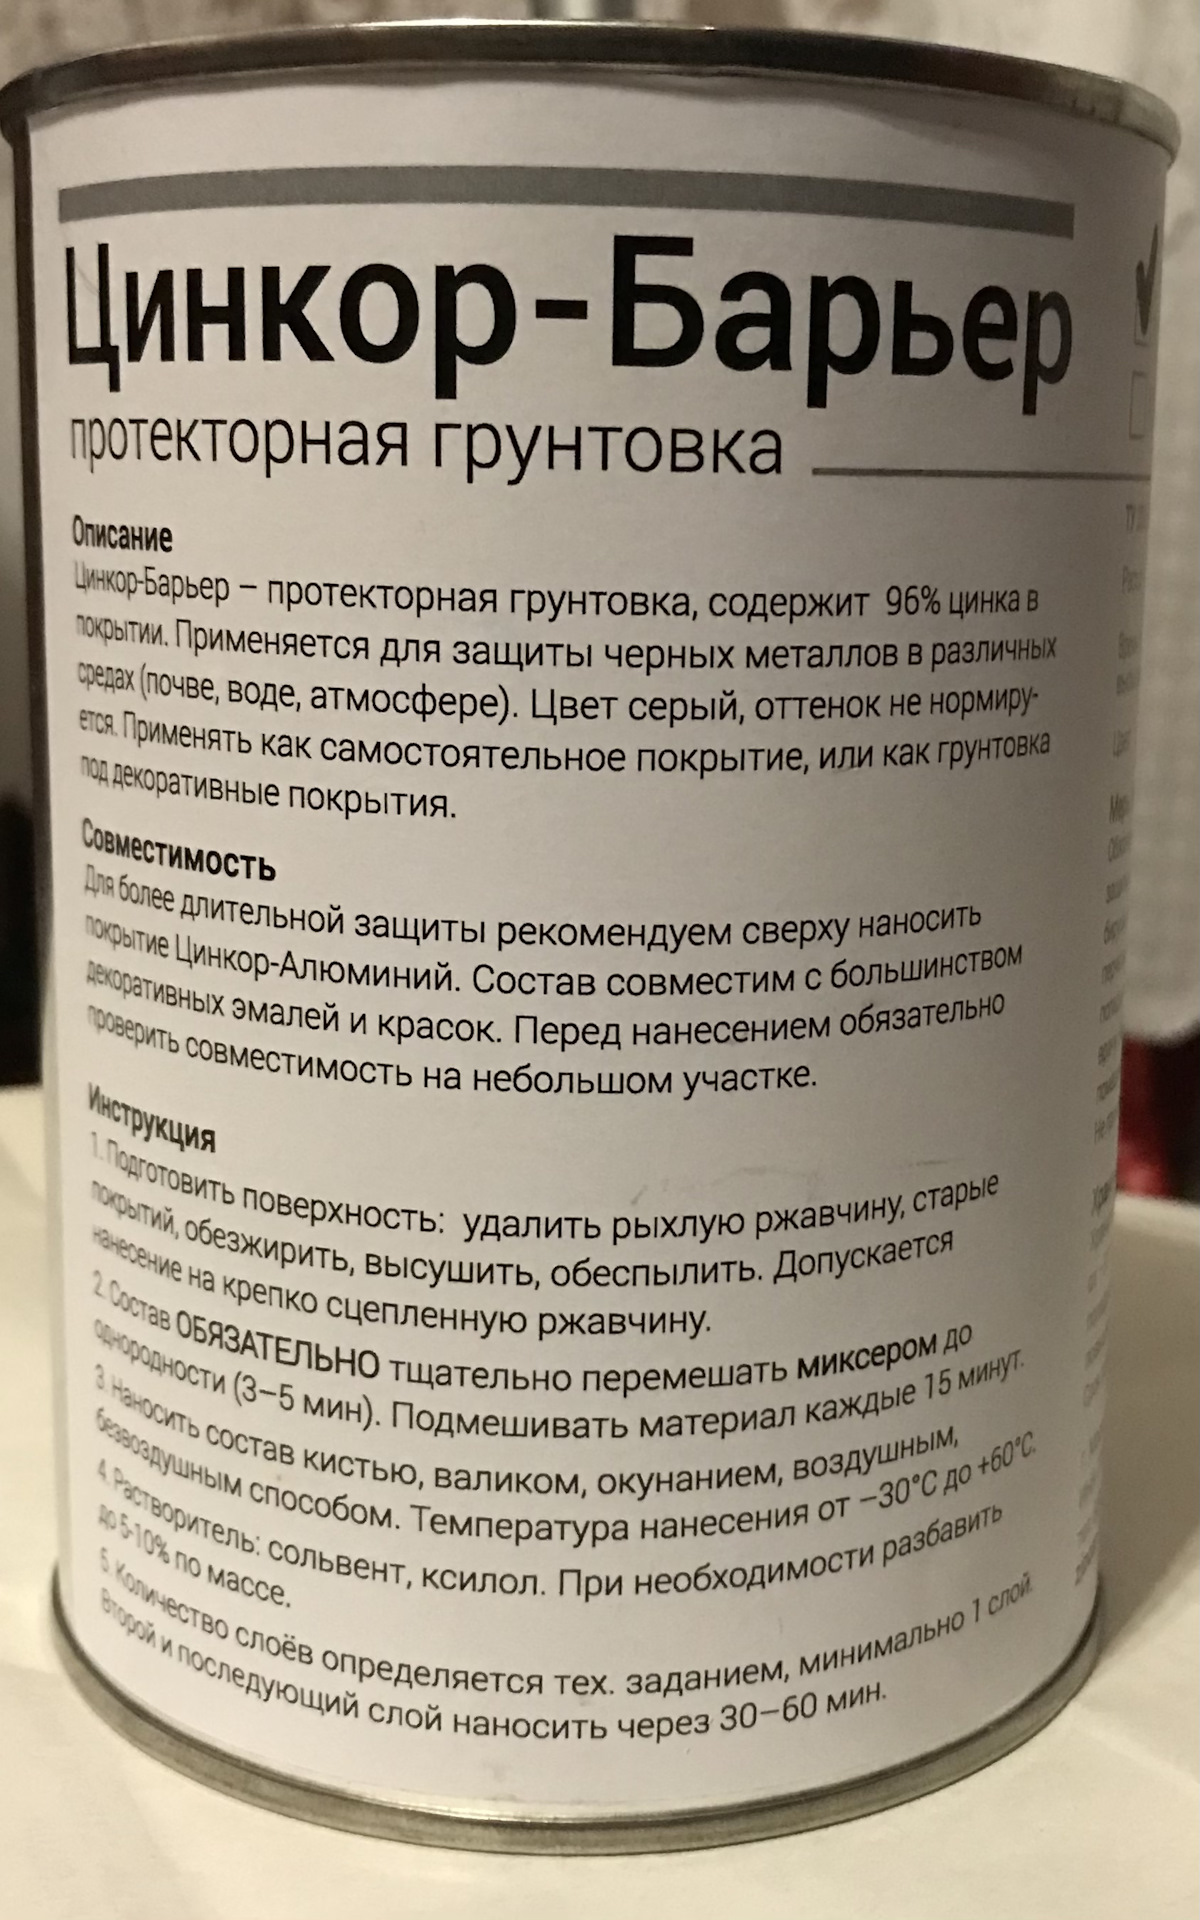 Цинкор-Барьер
протекторная грунтовка
Описание
Цинкор-Барьер – протекторная грунтовка, содержит 96% цинка в
покрытии. Применяется для защиты черных металлов в различных
средах (почве, воде, атмосфере). Цвет серый, оттенок не нормиру-
ется. Применять как самостоятельное покрытие, или как грунтовка
под декоративные покрытия.
Совместимость
Для более длительной защиты рекомендуем сверху наносить
покрытие Цинкор-Алюминий. Состав совместим с большинством
декоративных эмалей и красок. Перед нанесением обязательно
проверить совместимость на небольшом участке.
Инструкция
1. Подготовить поверхность: удалить рыхлую ржавчину, старые
покрытий, обезжирить, высушить, обеспылить. Допускается
нанесение на крепко сцепленную ржавчину.
2. Состав ОБЯЗАТЕЛЬНО тщательно перемешать миксером до
однородности (3–5 мин). Подмешивать материал каждые 15 минут.
3. Наносить состав кистью, валиком, окунанием, воздушным,
безвоздушным способом. Температура нанесения от –30°C до +60°C.
4. Растворитель: сольвент, ксилол. При необходимости разбавить
до 5-10% по массе.
5. Количество слоёв определяется тех. заданием, минимально 1 слой.
Второй и последующий слой наносить через 30–60 мин.
ТУ